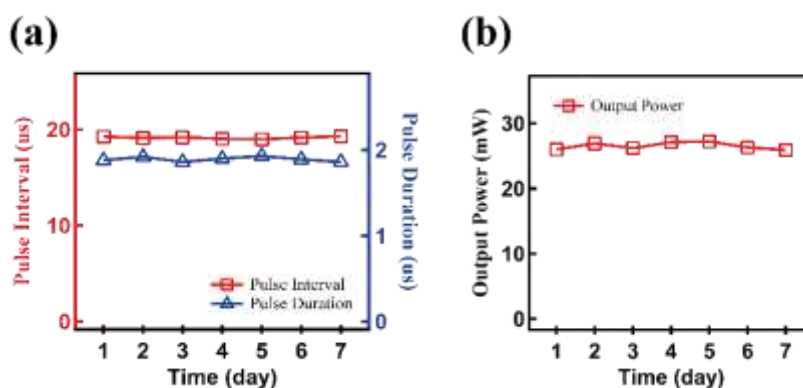 (a)
Pulse Interval (us)
20
10
0
Pulse Interval
Pulse Duration
2
1
0
Pulse Duration (us)
1 2 3 4 5 6 7
Time (day)
(b)
Output Power (mW)
30
20
10
0
Output Power
1 2 3 4 5 6 7
Time (day)